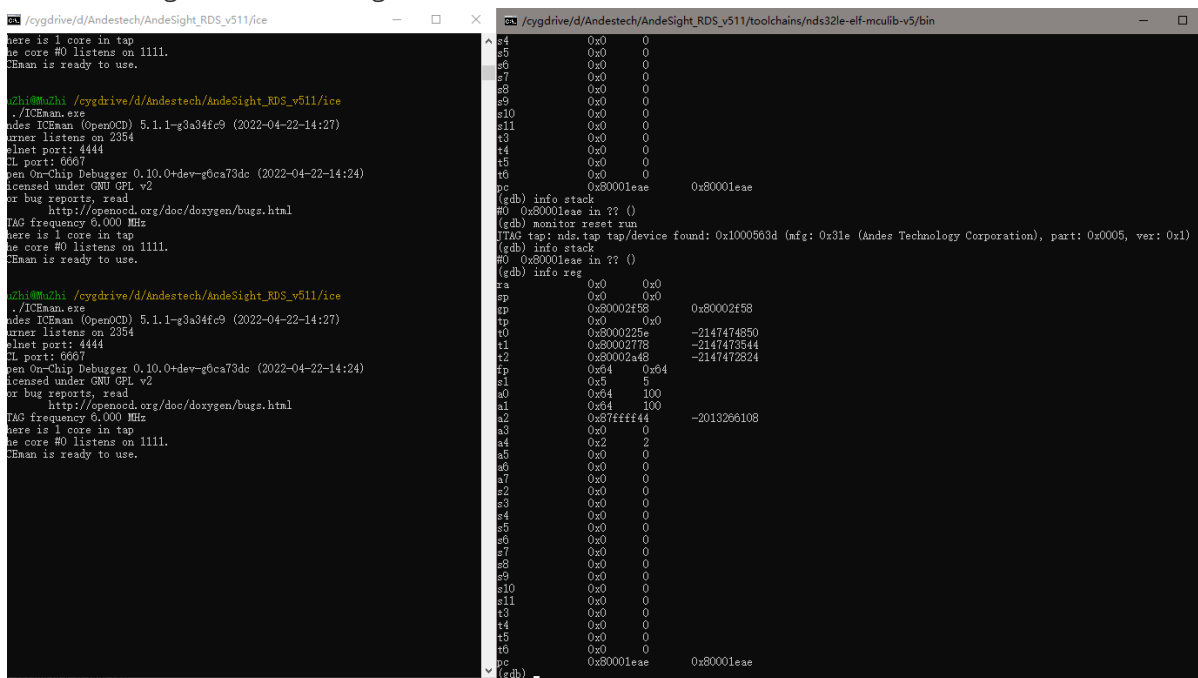 /cygdrive/d/Andestech/AndeSight_RDS_v511/ice
here is 1 core in tap
he core #0 listens on 1111.
CEman is ready to use.
uZhi@MuZhi /cygdrive/d/Andestech/AndeSight_RDS_v511/ice
./ICEman.exe
ndes ICEman (OpenOCD) 5.1.1-g3a34fc9 (2022-04-22-14:27)
urner listens on 2354
elnet port: 4444
CL port: 6667
pen On-Chip Debugger 0.10.0+dev-g6ca73dc (2022-04-22-14:24)
icensed under GNU GPL v2
or bug reports, read
http://openocd.org/doc/doxygen/bugs.html
TAG frequency 6.000 MHz
here is 1 core in tap
he core #0 listens on 1111.
CEman is ready to use.
uZhi@MuZhi /cygdrive/d/Andestech/AndeSight_RDS_v511/ice
./ICEman.exe
ndes ICEman (OpenOCD) 5.1.1-g3a34fc9 (2022-04-22-14:27)
urner listens on 2354
elnet port: 4444
CL port: 6667
pen On-Chip Debugger 0.10.0+dev-g6ca73dc (2022-04-22-14:24)
icensed under GNU GPL v2
or bug reports, read
http://openocd.org/doc/doxygen/bugs.html
TAG frequency 6.000 MHz
here is 1 core in tap
he core #0 listens on 1111.
CEman is ready to use.
/cygdrive/d/Andestech/AndeSight_RDS_v511/toolchains/nds32le-elf-mculib-v5/bin
s4 0x0 0
s5 0x0 0
s6 0x0 0
s7 0x0 0
s8 0x0 0
s9 0x0 0
s10 0x0 0
s11 0x0 0
t3 0x0 0
t4 0x0 0
t5 0x0 0
t6 0x0 0
pc 0x80001eae 0x80001eae
(gdb) info stack
#0 0x80001eae in ?? ()
(gdb) monitor reset run
JTAG tap: nds.tap tap/device found: 0x1000563d (mfg: 0x31e (Andes Technology Corporation), part: 0x0005, ver: 0x1)
(gdb) info stack
#0 0x80001eae in ?? ()
(gdb) info reg
ra 0x0 0x0
sp 0x0 0x0
gp 0x80002f58 0x80002f58
tp 0x0 0x0
t0 0x8000225e -2147474850
t1 0x80002778 -2147473544
t2 0x80002a48 -2147472824
fp 0x64 0x64
s1 0x5 5
a0 0x64 100
a1 0x64 100
a2 0x87ffff44 -2013266108
a3 0x0 0
a4 0x2 2
a5 0x0 0
a6 0x0 0
a7 0x0 0
s2 0x0 0
s3 0x0 0
s4 0x0 0
s5 0x0 0
s6 0x0 0
s7 0x0 0
s8 0x0 0
s9 0x0 0
s10 0x0 0
s11 0x0 0
t3 0x0 0
t4 0x0 0
t5 0x0 0
t6 0x0 0
pc 0x80001eae 0x80001eae
(gdb)